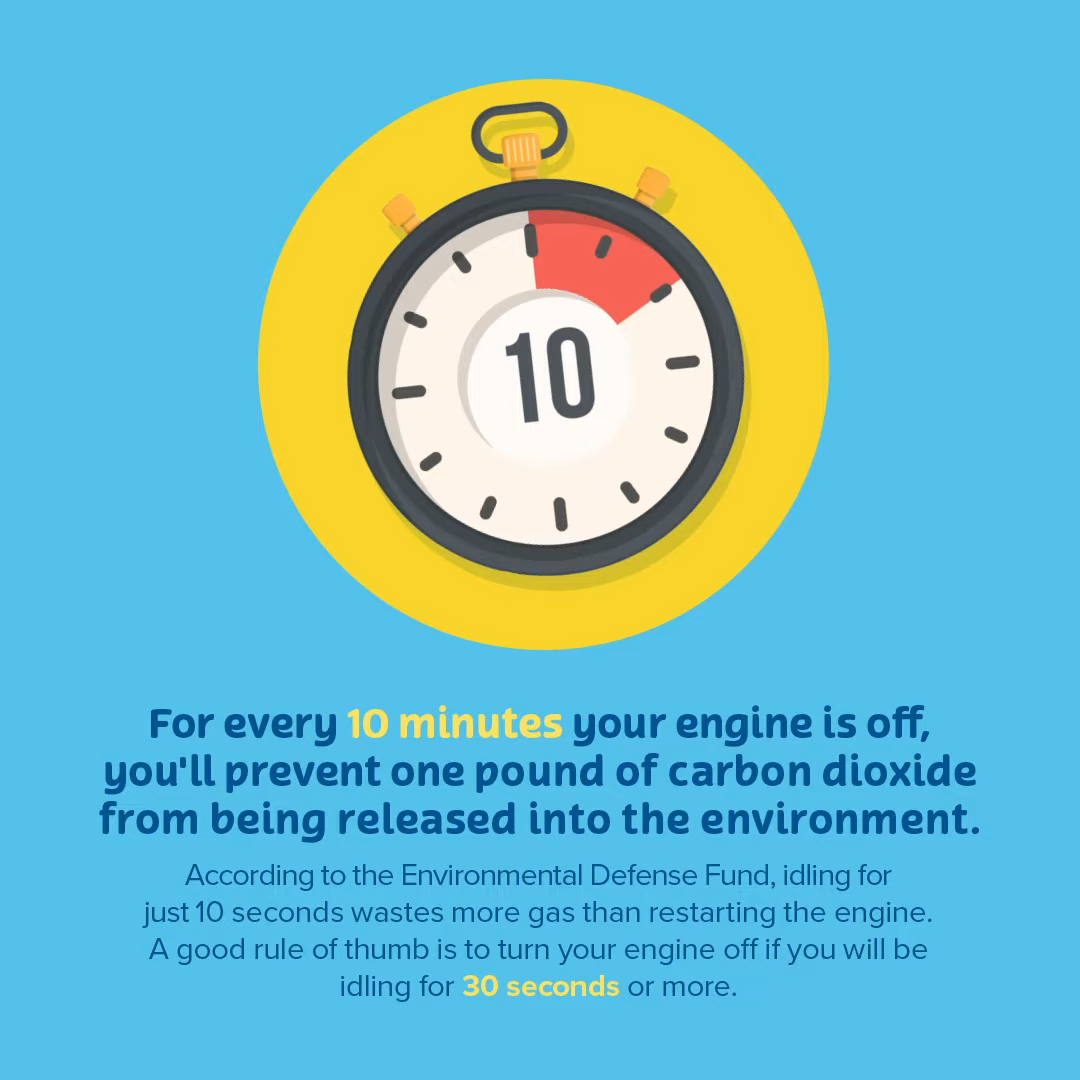 10
For every 10 minutes your engine is off,
you'll prevent one pound of carbon dioxide
from being released into the environment.
According to the Environmental Defense Fund, idling for
just 10 seconds wastes more gas than restarting the engine.
A good rule of thumb is to turn your engine off if you will be
idling for 30 seconds or more.